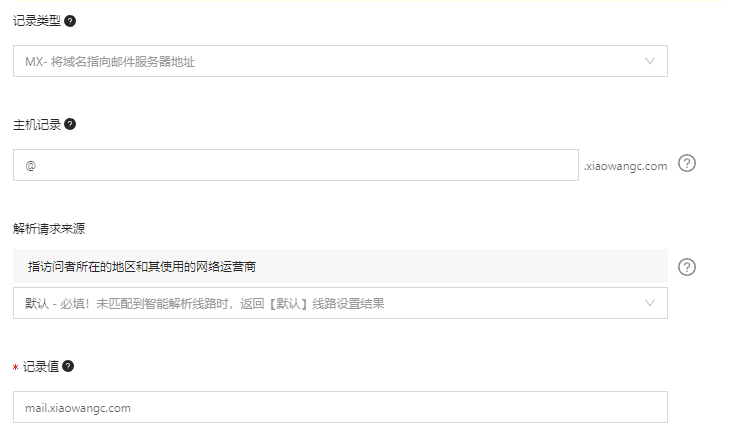 记录类型 ?
MX- 将域名指向邮件服务器地址
主机记录 ?
@ .xiaowangc.com ?
解析请求来源
指访问者所在的地区和其使用的网络运营商 ?
默认 - 必填！未匹配到智能解析线路时，返回【默认】线路设置结果
* 记录值 ?
mail.xiaowangc.com